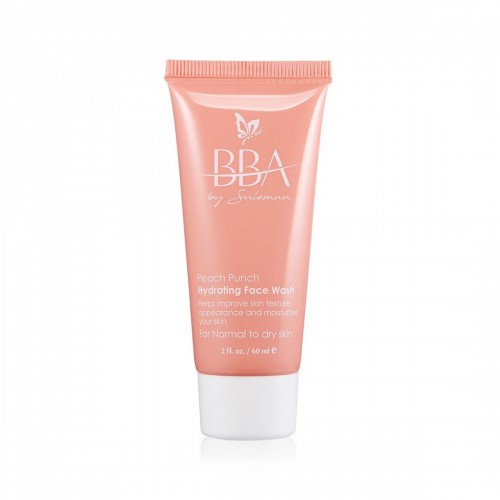 BBA
by Suleman
Peach Punch
Hydrating Face Wash
Helps improve skin texture,
appearance and moisturizes
your skin
For Normal to dry skin
2 fl. oz. / 60 ml e